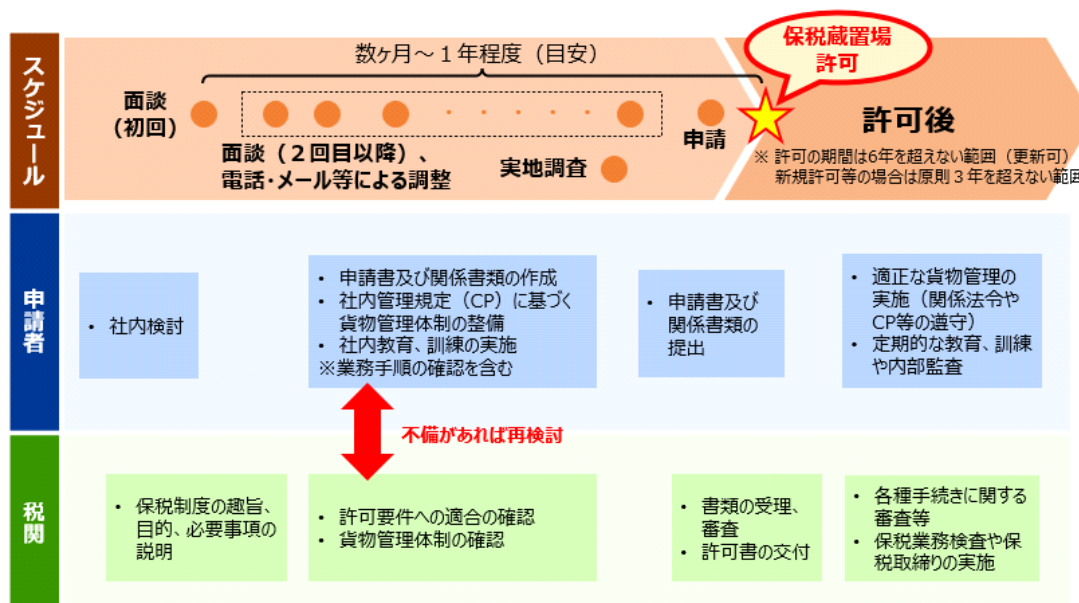 スケジュール
数ヶ月～１年程度（目安）
保税蔵置場
許可
面談
(初回)
面談（２回目以降）、
電話・メール等による調整
実地調査
申請
許可後
※ 許可の期間は6年を超えない範囲（更新可）
新規許可等の場合は原則３年を超えない範囲
申請者
• 社内検討
• 申請書及び関係書類の作成
• 社内管理規定（CP）に基づく
貨物管理体制の整備
• 社内教育、訓練の実施
※業務手順の確認を含む
• 申請書及び
関係書類の
提出
• 適正な貨物管理の
実施（関係法令や
CP等の遵守）
• 定期的な教育、訓練
や内部監査
不備があれば再検討
税関
• 保税制度の趣旨、
目的、必要事項の
説明
• 許可要件への適合の確認
• 貨物管理体制の確認
• 書類の受理、
審査
• 許可書の交付
• 各種手続きに関する
審査等
• 保税業務検査や保
税取締りの実施